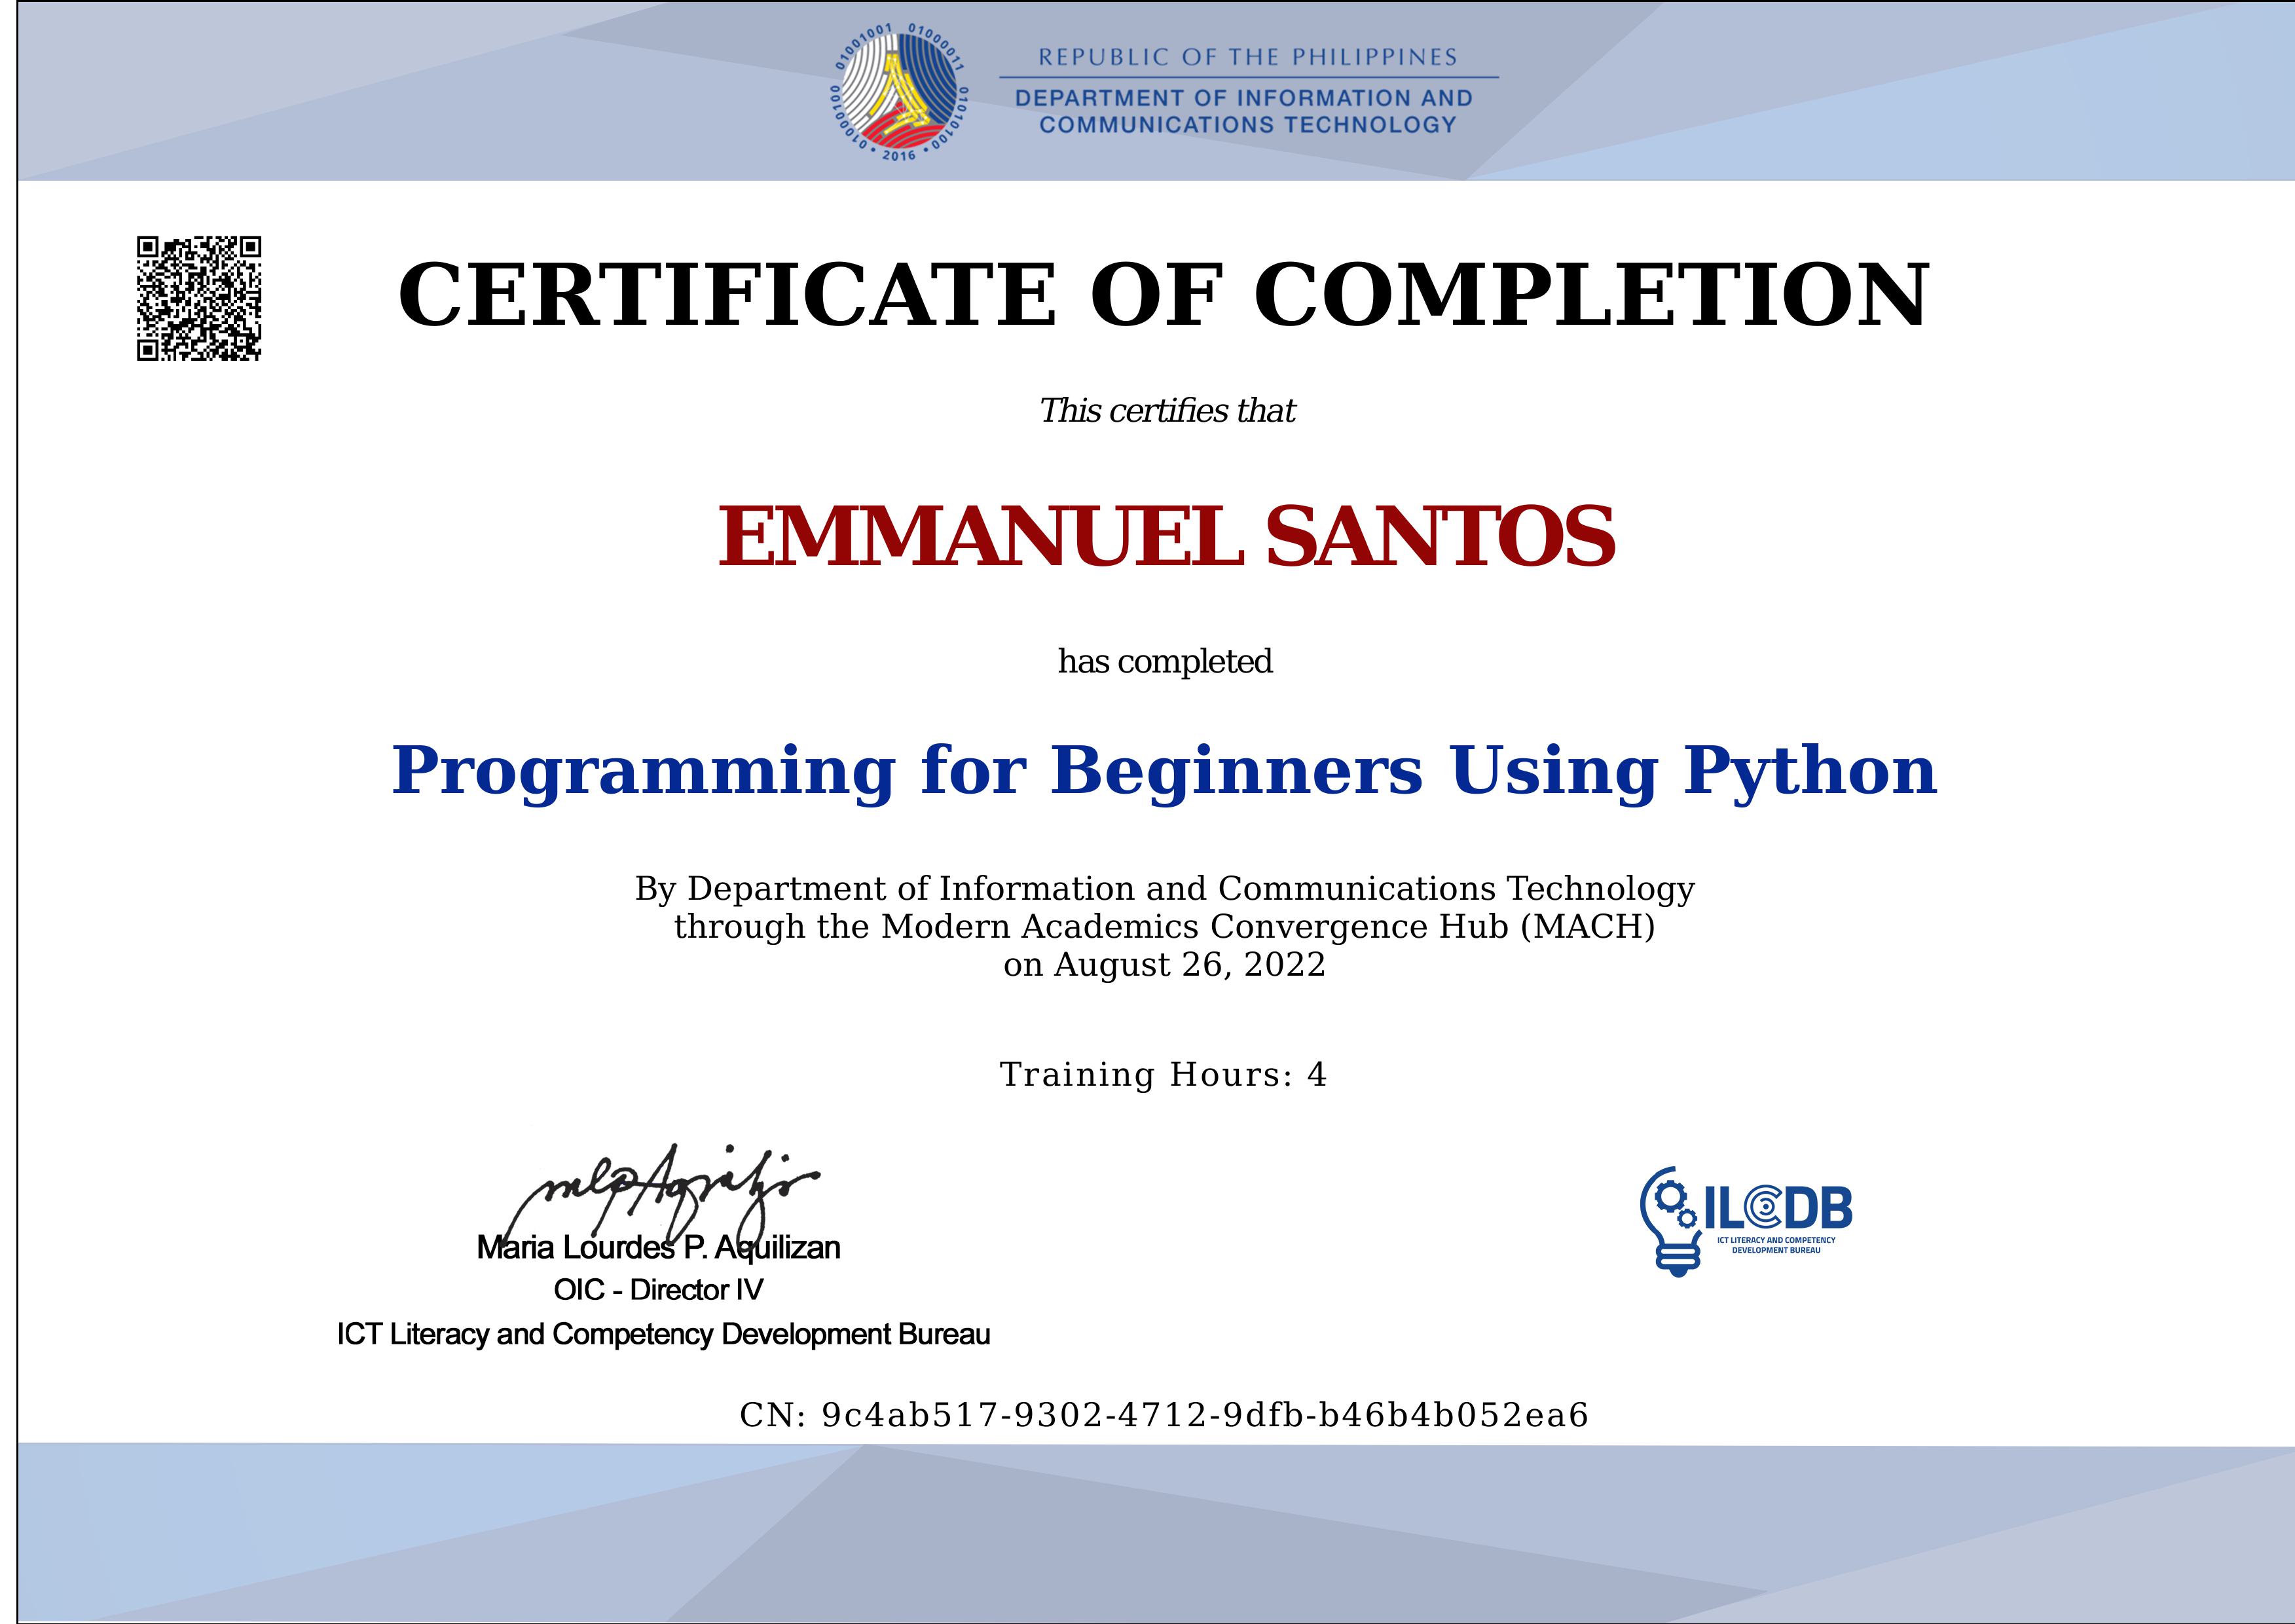 01001001 01000011 01010100 • 2016 • 01000100
REPUBLIC OF THE PHILIPPINES
DEPARTMENT OF INFORMATION AND
COMMUNICATIONS TECHNOLOGY
CERTIFICATE OF COMPLETION
This certifies that
EMMANUEL SANTOS
has completed
Programming for Beginners Using Python
By Department of Information and Communications Technology
through the Modern Academics Convergence Hub (MACH)
on August 26, 2022
Training Hours: 4
Maria Lourdes P. Aquilizan
OIC - Director IV
ICT Literacy and Competency Development Bureau
ILCDB
ICT LITERACY AND COMPETENCY
DEVELOPMENT BUREAU
CN: 9c4ab517-9302-4712-9dfb-b46b4b052ea6